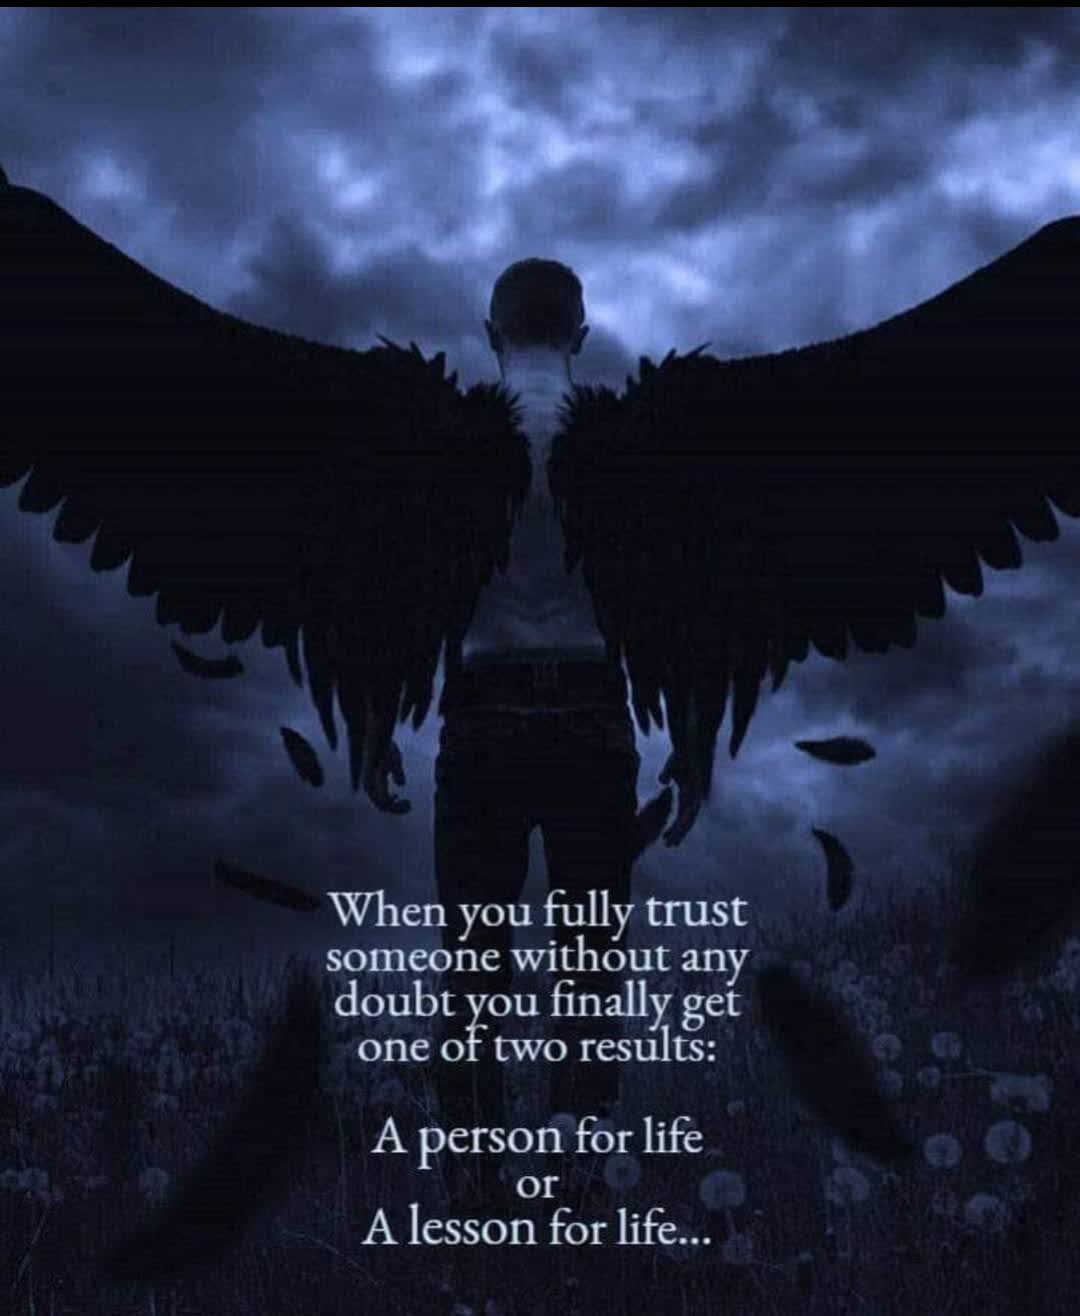 When you fully trust
someone without any
doubt you finally get
one of two results:
A person for life
or
A lesson for life...